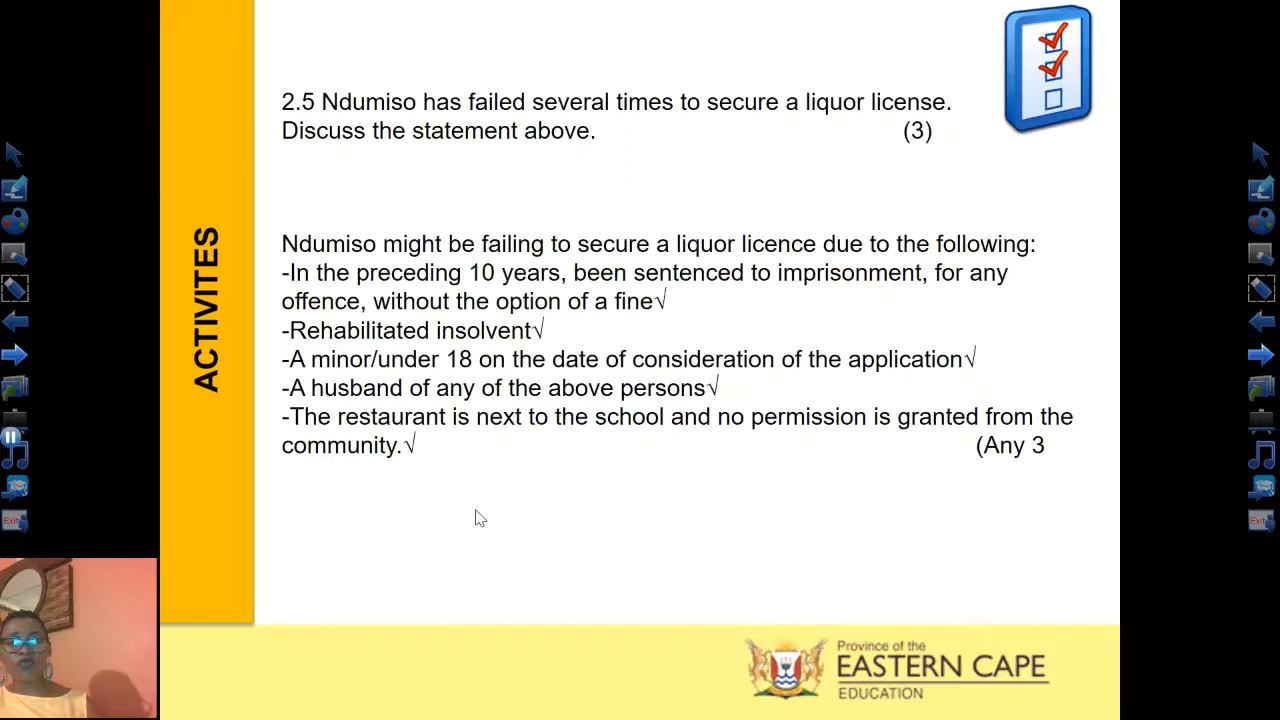 2.5 Ndumiso has failed several times to secure a liquor license.
Discuss the statement above. (3)
ACTIVITES
Ndumiso might be failing to secure a liquor licence due to the following:
-In the preceding 10 years, been sentenced to imprisonment, for any
offence, without the option of a fine√
-Rehabilitated insolvent√
-A minor/under 18 on the date of consideration of the application√
-A husband of any of the above persons√
-The restaurant is next to the school and no permission is granted from the
community.√ (Any 3
Exit
Exit
Province of the
EASTERN CAPE
EDUCATION